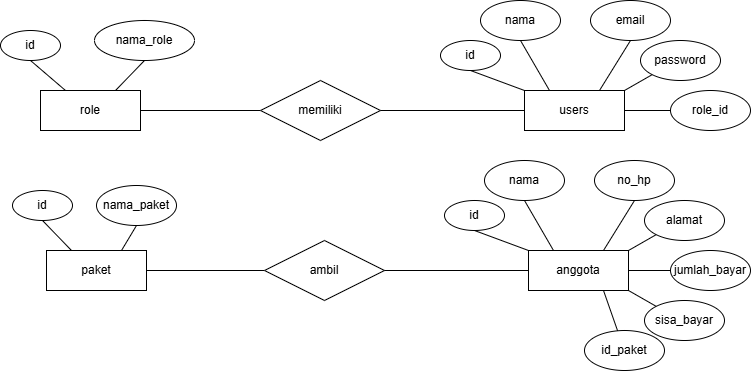 nama
email
id
nama_role
id
password
role
memiliki
users
role_id
nama
no_hp
id
nama_paket
id
alamat
paket
ambil
anggota
jumlah_bayar
sisa_bayar
id_paket